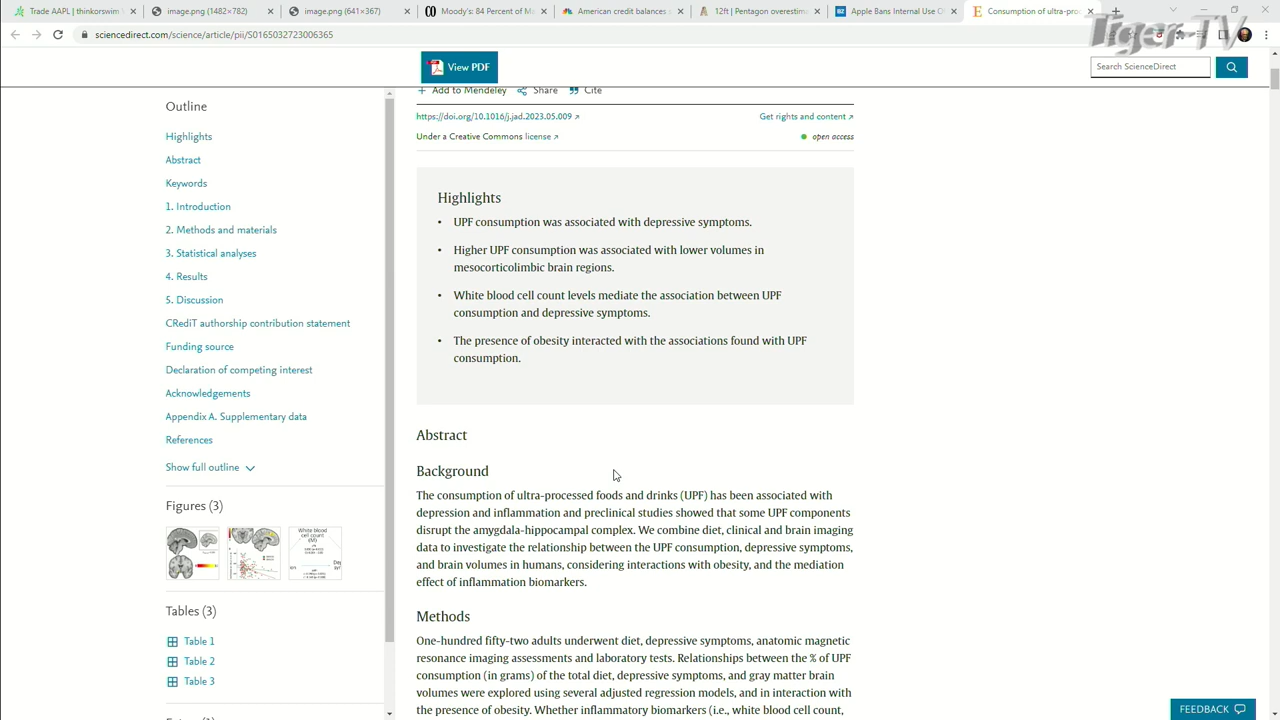 Trade AAPL | thinkorswim
image.png (1482×782)
image.png (641×367)
Moody's: 84 Percent of Ma
American credit balances s
12ft | Pentagon overestima
Apple Bans Internal Use O
Consumption of ultra-proc
Tiger TV
sciencedirect.com/science/article/pii/S0165032723006365
View PDF
Search ScienceDirect
Add to Mendeley Share Cite
https://doi.org/10.1016/j.jad.2023.05.009 ↗
Get rights and content ↗
Under a Creative Commons license ↗
open access
Outline
Highlights
Abstract
Keywords
1. Introduction
2. Methods and materials
3. Statistical analyses
4. Results
5. Discussion
CRediT authorship contribution statement
Funding source
Declaration of competing interest
Acknowledgements
Appendix A. Supplementary data
References
Show full outline
Figures (3)
White blood
cell count
(M)
Tables (3)
Table 1
Table 2
Table 3
Highlights
• UPF consumption was associated with depressive symptoms.
• Higher UPF consumption was associated with lower volumes in
mesocorticolimbic brain regions.
• White blood cell count levels mediate the association between UPF
consumption and depressive symptoms.
• The presence of obesity interacted with the associations found with UPF
consumption.
Abstract
Background
The consumption of ultra-processed foods and drinks (UPF) has been associated with
depression and inflammation and preclinical studies showed that some UPF components
disrupt the amygdala-hippocampal complex. We combine diet, clinical and brain imaging
data to investigate the relationship between the UPF consumption, depressive symptoms,
and brain volumes in humans, considering interactions with obesity, and the mediation
effect of inflammation biomarkers.
Methods
One-hundred fifty-two adults underwent diet, depressive symptoms, anatomic magnetic
resonance imaging assessments and laboratory tests. Relationships between the % of UPF
consumption (in grams) of the total diet, depressive symptoms, and gray matter brain
volumes were explored using several adjusted regression models, and in interaction with
the presence of obesity. Whether inflammatory biomarkers (i.e., white blood cell count,
FEEDBACK